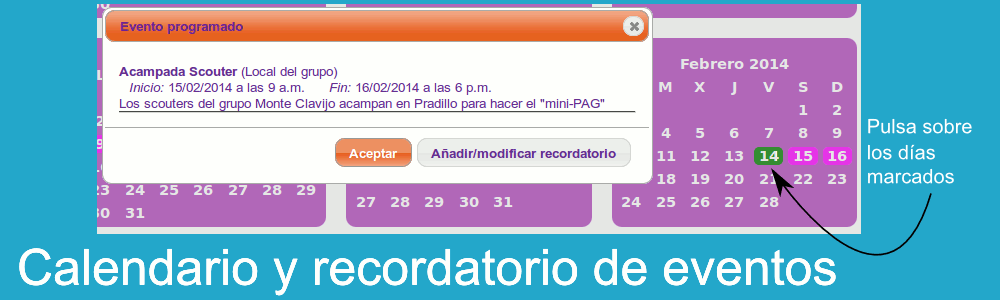 Evento programado
Acampada Scouter (Local del grupo)
Inicio: 15/02/2014 a las 9 a.m. Fin: 16/02/2014 a las 6 p.m.
Los scouters del grupo Monte Clavijo acampan en Pradillo para hacer el "mini-PAG"
Aceptar Añadir/modificar recordatorio
23 24 25 26 27 28 29
30 31
27 28 29 30 31
Febrero 2014
M X J V S D
1 2
4 5 6 7 8 9
11 12 13 14 15 16
18 19 20 21 22 23
24 25 26 27 28
Pulsa sobre
los días
marcados
Calendario y recordatorio de eventos